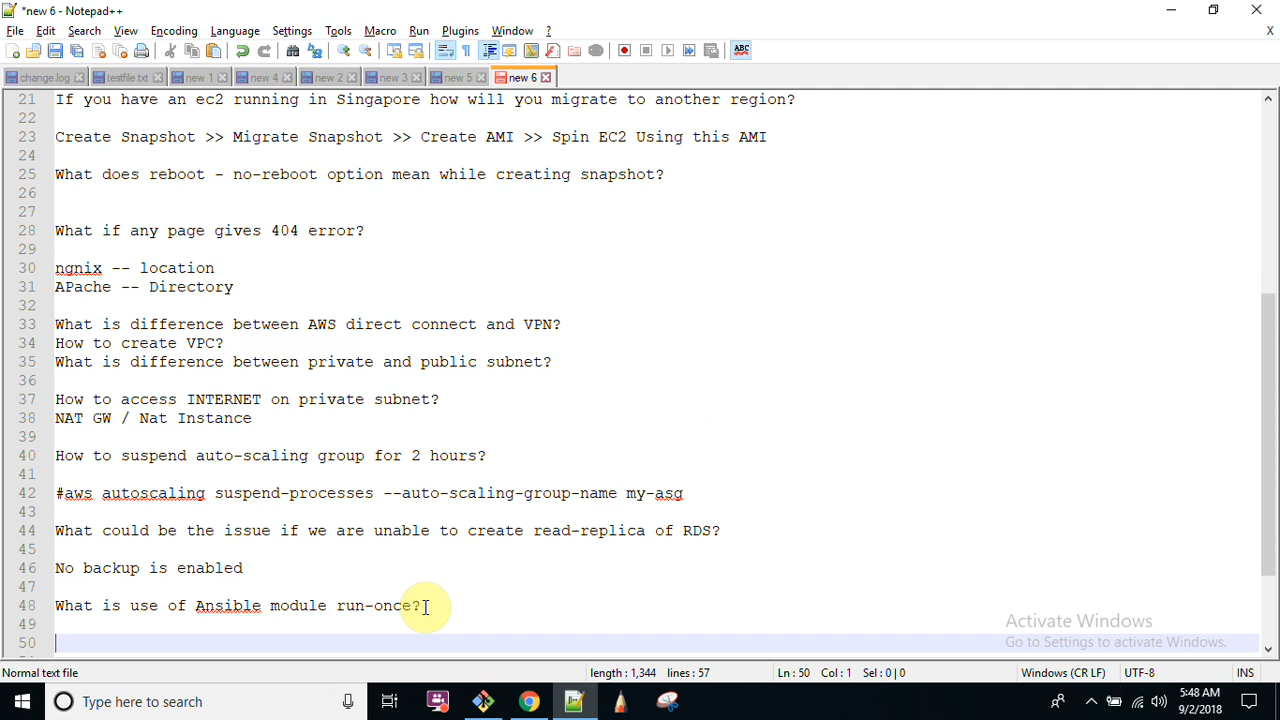 *new 6 - Notepad++
File Edit Search View Encoding Language Settings Tools Macro Run Plugins Window ? X
ABC
change.log testfile.txt new 1 new 4 new 2 new 3 new 5 new 6
21 If you have an ec2 running in Singapore how will you migrate to another region?
22
23 Create Snapshot >> Migrate Snapshot >> Create AMI >> Spin EC2 Using this AMI
24
25 What does reboot - no-reboot option mean while creating snapshot?
26
27
28 What if any page gives 404 error?
29
30 ngnix -- location
31 APache -- Directory
32
33 What is difference between AWS direct connect and VPN?
34 How to create VPC?
35 What is difference between private and public subnet?
36
37 How to access INTERNET on private subnet?
38 NAT GW / Nat Instance
39
40 How to suspend auto-scaling group for 2 hours?
41
42 #aws autoscaling suspend-processes --auto-scaling-group-name my-asg
43
44 What could be the issue if we are unable to create read-replica of RDS?
45
46 No backup is enabled
47
48 What is use of Ansible module run-once?
49
50
Activate Windows
Go to Settings to activate Windows.
Normal text file length : 1,344 lines : 57 Ln : 50 Col : 1 Sel : 0 | 0 Windows (CR LF) UTF-8 INS
Type here to search
5:48 AM
9/2/2018